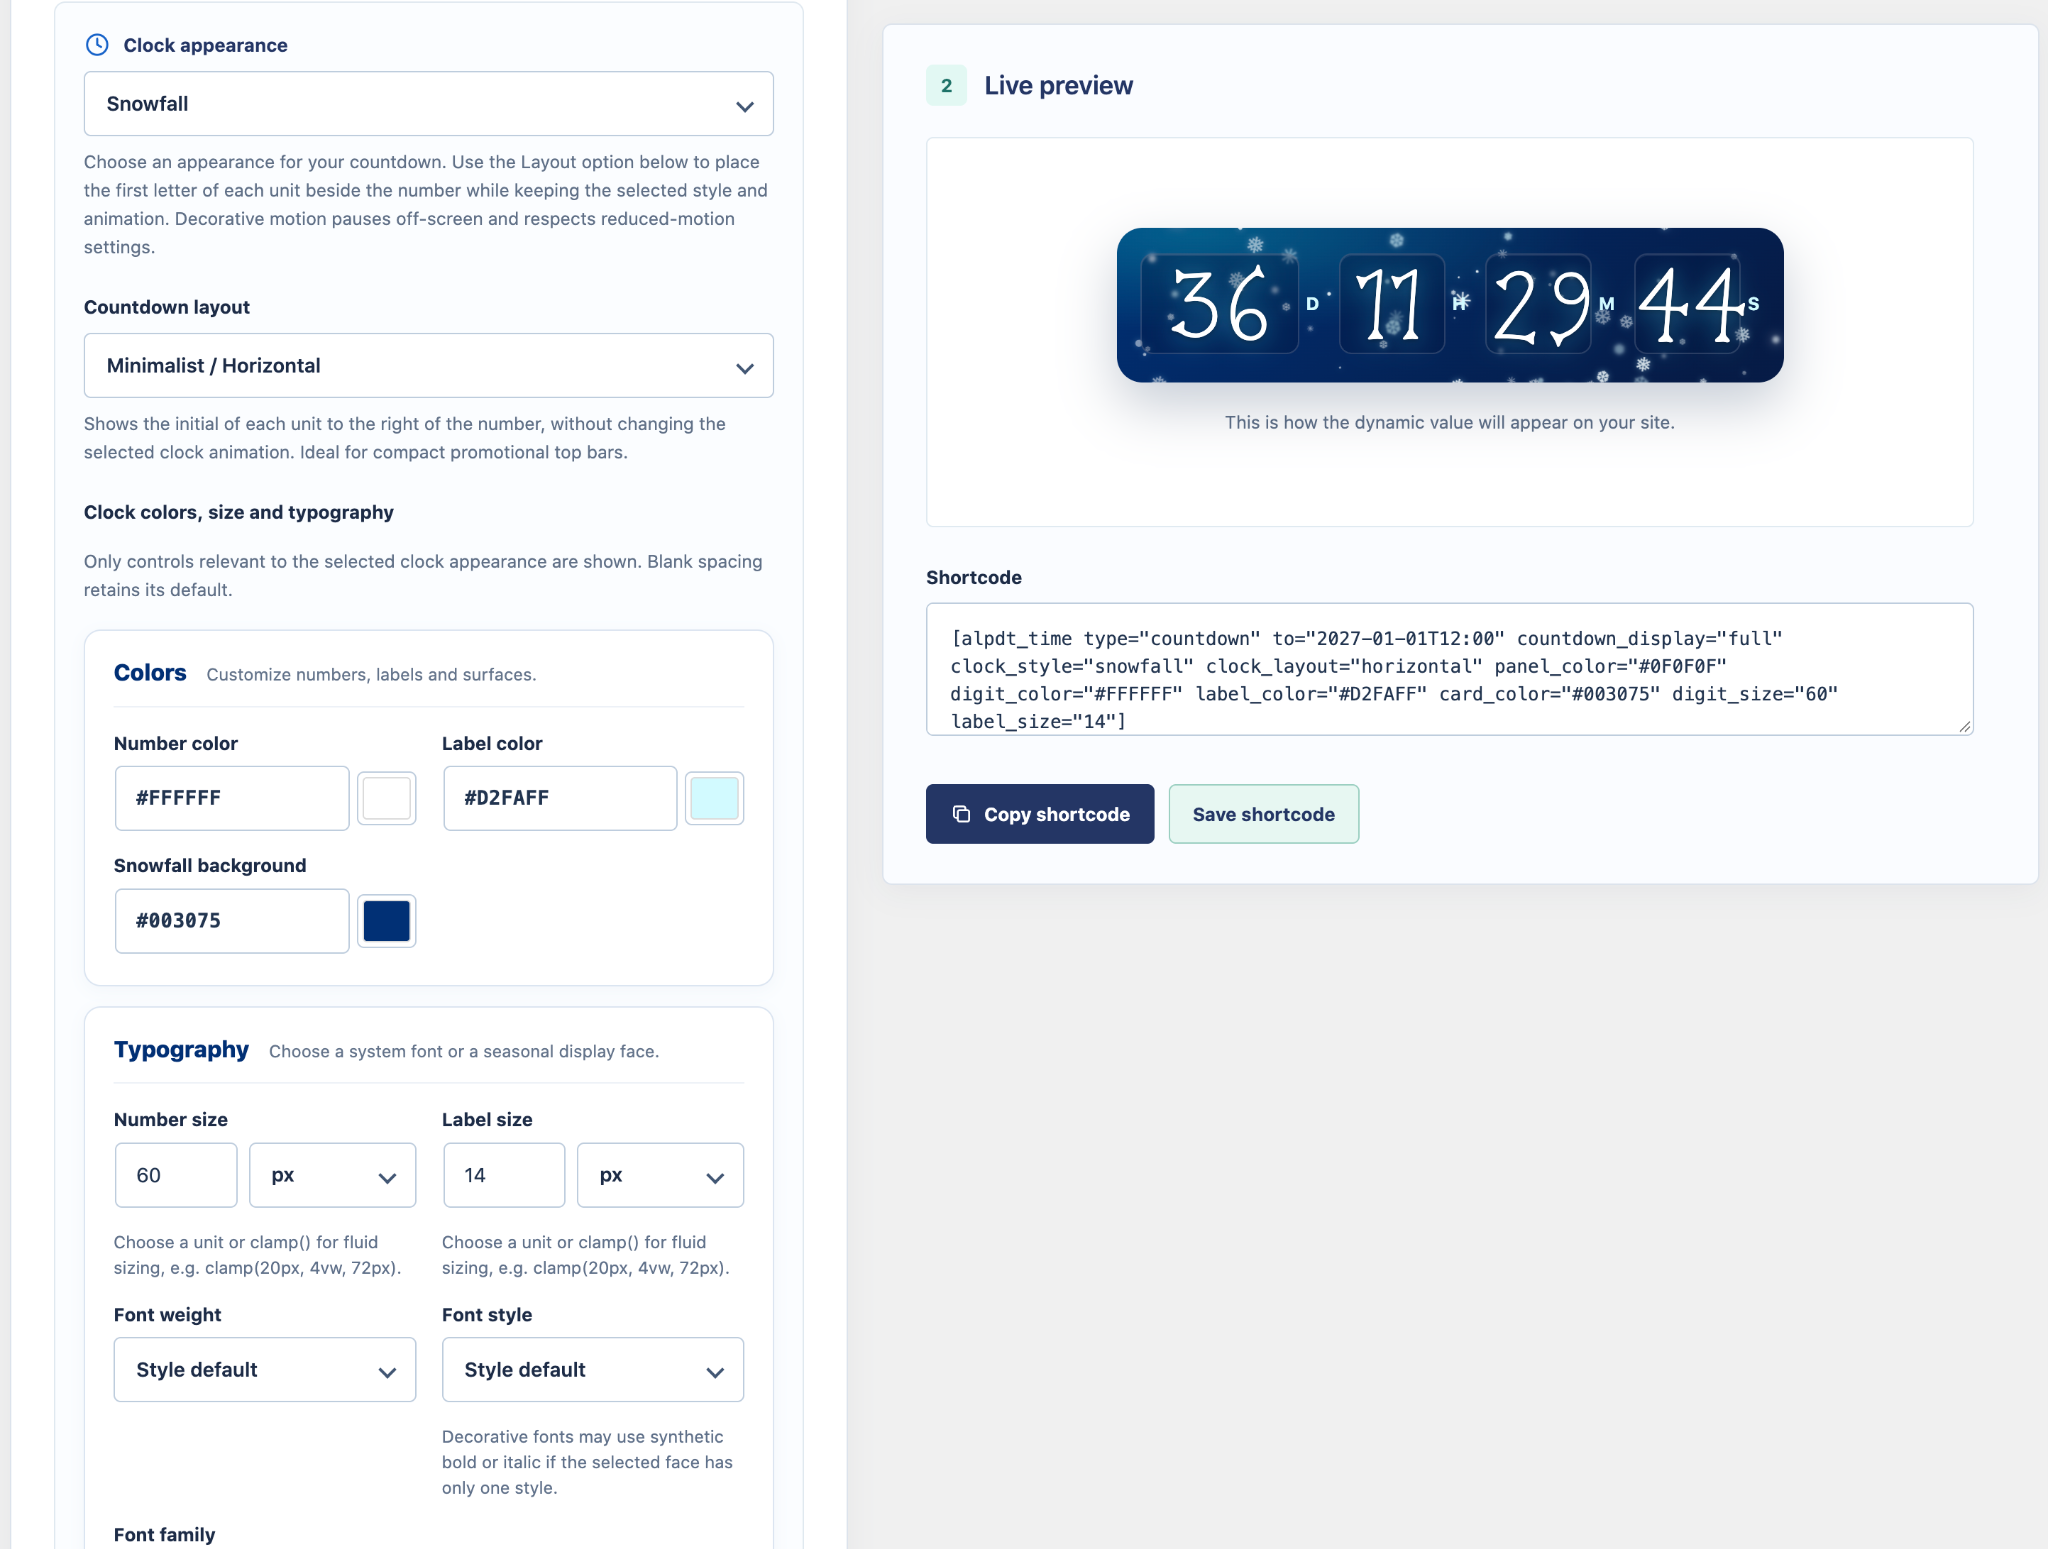 Clock appearance
Snowfall
Choose an appearance for your countdown. Use the Layout option below to place
the first letter of each unit beside the number while keeping the selected style and
animation. Decorative motion pauses off-screen and respects reduced-motion
settings.
Countdown layout
Minimalist / Horizontal
Shows the initial of each unit to the right of the number, without changing the
selected clock animation. Ideal for compact promotional top bars.
Clock colors, size and typography
Only controls relevant to the selected clock appearance are shown. Blank spacing
retains its default.
Colors Customize numbers, labels and surfaces.
Number color Label color
#FFFFFF #D2FAFF
Snowfall background
#003075
Typography Choose a system font or a seasonal display face.
Number size Label size
60 px 14 px
Choose a unit or clamp() for fluid
sizing, e.g. clamp(20px, 4vw, 72px).
Choose a unit or clamp() for fluid
sizing, e.g. clamp(20px, 4vw, 72px).
Font weight Font style
Style default Style default
Decorative fonts may use synthetic
bold or italic if the selected face has
only one style.
Font family
2 Live preview
36 D 11 H 29 M 44 S
This is how the dynamic value will appear on your site.
Shortcode
[alpdt_time type="countdown" to="2027-01-01T12:00" countdown_display="full"
clock_style="snowfall" clock_layout="horizontal" panel_color="#0F0F0F"
digit_color="#FFFFFF" label_color="#D2FAFF" card_color="#003075" digit_size="60"
label_size="14"]
Copy shortcode Save shortcode